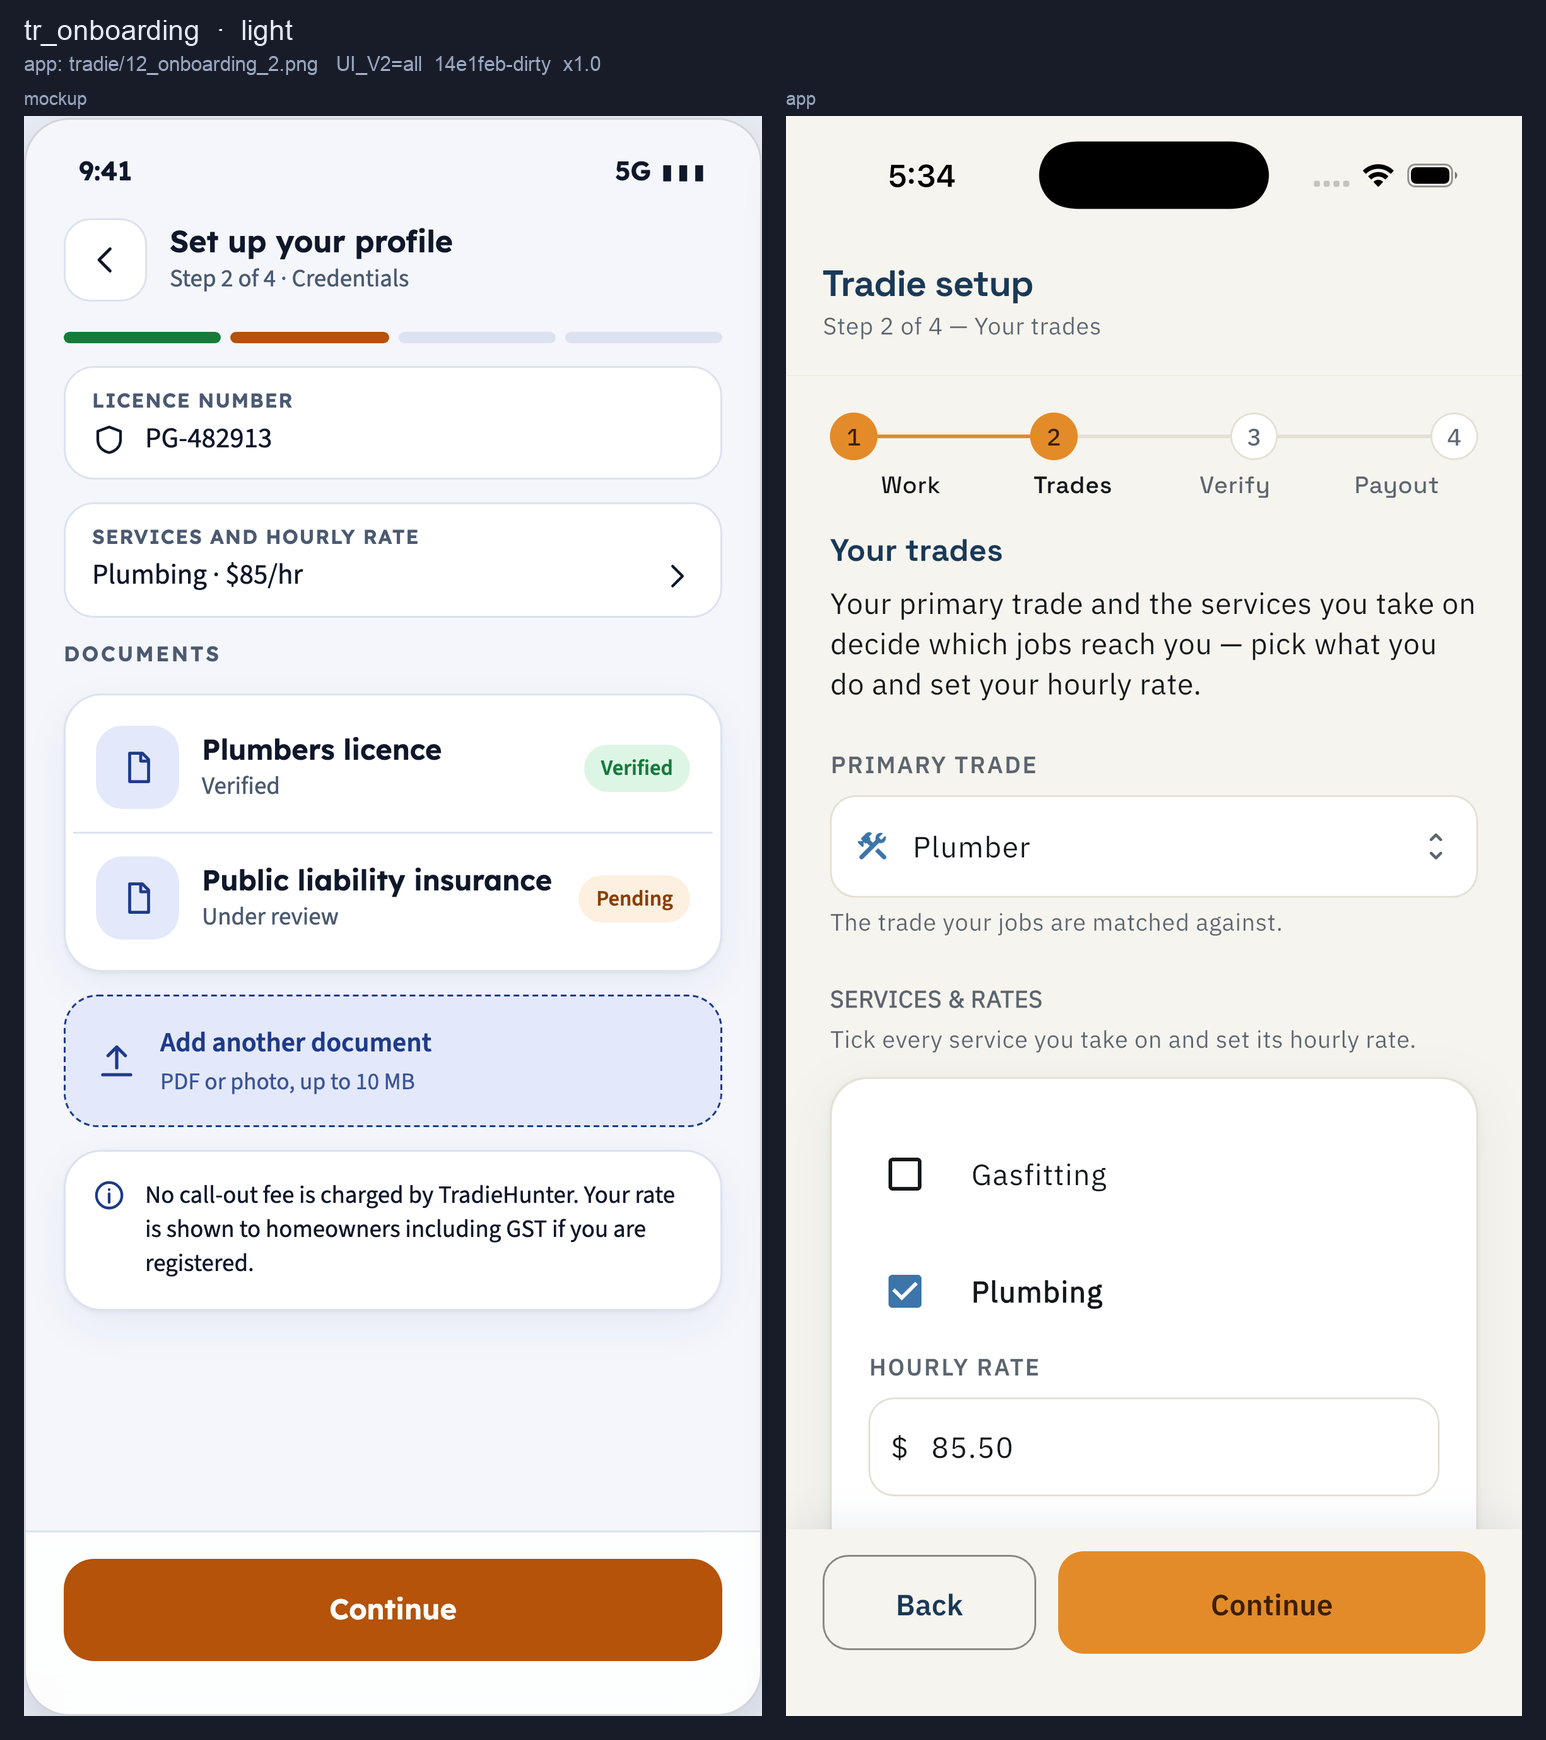 tr_onboarding · light
app: tradie/12_onboarding_2.png UI_V2=all 14e1feb-dirty x1.0
mockup
9:41
5G
Set up your profile
Step 2 of 4 · Credentials
LICENCE NUMBER
PG-482913
SERVICES AND HOURLY RATE
Plumbing · $85/hr
DOCUMENTS
Plumbers licence
Verified
Verified
Public liability insurance
Under review
Pending
Add another document
PDF or photo, up to 10 MB
No call-out fee is charged by TradieHunter. Your rate
is shown to homeowners including GST if you are
registered.
Continue
app
5:34
Tradie setup
Step 2 of 4 — Your trades
1
2
3
4
Work
Trades
Verify
Payout
Your trades
Your primary trade and the services you take on
decide which jobs reach you — pick what you
do and set your hourly rate.
PRIMARY TRADE
Plumber
The trade your jobs are matched against.
SERVICES & RATES
Tick every service you take on and set its hourly rate.
Gasfitting
Plumbing
HOURLY RATE
$ 85.50
Back
Continue